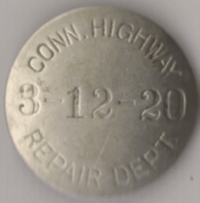 CONN. HIGHWAY
3-12-20
REPAIR DEPT.